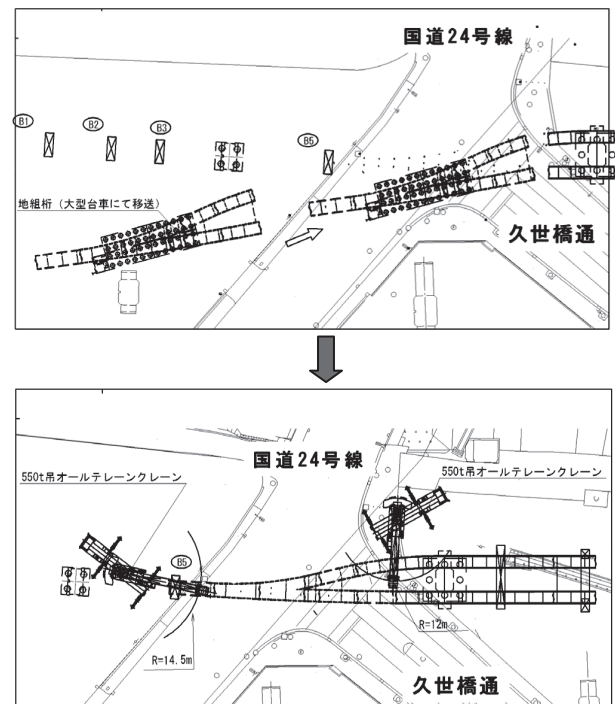 国道24号線
B1
B2
B3
B5
地組桁（大型台車にて移送）
久世橋通
国道24号線
550t吊オールテレーンクレーン
550t吊オールテレーンクレーン
B5
R=12m
R=14.5m
久世橋通